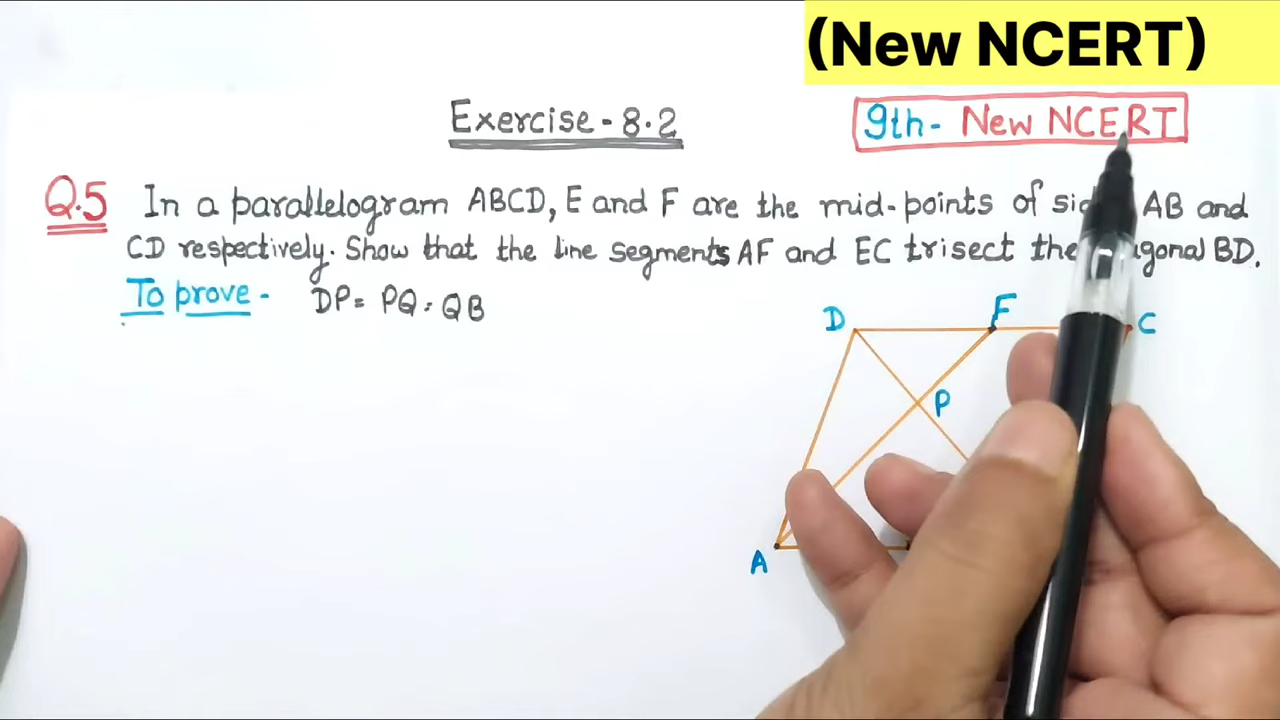 (New NCERT)
Exercise - 8.2
9th- New NCERT
Q.5 In a parallelogram ABCD, E and F are the mid-points of AB and
CD respectively. Show that the line segments AF and EC trisect the BD.
To prove - DP = PQ = QB
D F C
P
A